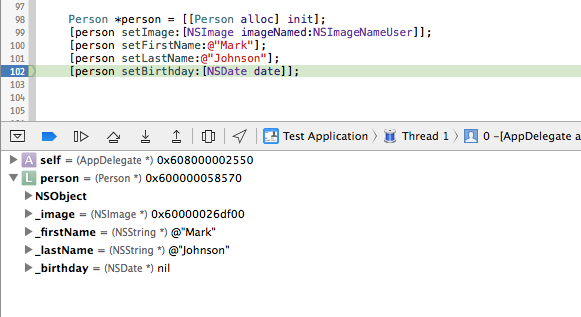 97
98 Person *person = [[Person alloc] init];
99 [person setImage:[NSImage imageNamed:NSImageNameUser]];
100 [person setFirstName:@"Mark"];
101 [person setLastName:@"Johnson"];
102 [person setBirthday:[NSDate date]];
103
104
105
106
Test Application Thread 1 0 -[AppDelegate a
A self = (AppDelegate *) 0x608000002550
L person = (Person *) 0x600000058570
NSObject
_image = (NSImage *) 0x60000026df00
_firstName = (NSString *) @"Mark"
_lastName = (NSString *) @"Johnson"
_birthday = (NSDate *) nil